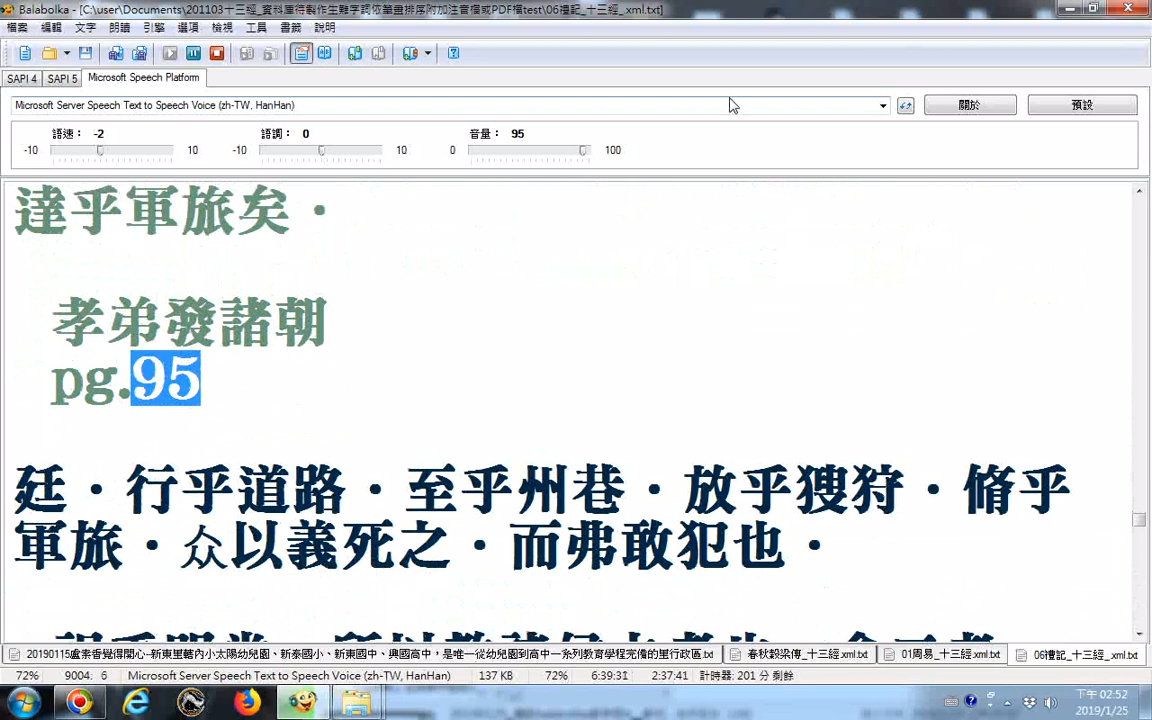 Balabolka - [C:\user\Documents\201103十三經_資料庫待製作生難字詞依筆畫排序附加注音檔或PDF檔test\06禮記_十三經_.xml.txt]
檔案 編輯 文字 朗讀 引擎 選項 檢視 工具 書籤 說明
SAPI 4 SAPI 5 Microsoft Speech Platform
Microsoft Server Speech Text to Speech Voice (zh-TW, HanHan) 關於 預設
語速： -2 語調： 0 音量： 95
-10 10 -10 10 0 100
達乎軍旅矣．
孝弟發諸朝
pg.95
廷．行乎道路．至乎州巷．放乎獀狩．脩乎
軍旅．众以義死之．而弗敢犯也．
20190115盧素香覺得開心--新東里轄內小太陽幼兒園、新泰國小、新東國中、興國高中，是唯一從幼兒園到高中一系列教育學程完備的里行政區.txt 春秋穀梁傳_十三經.xml.txt 01周易_十三經.xml.txt 06禮記_十三經_.xml.txt
72% 9004: 6 Microsoft Server Speech Text to Speech Voice (zh-TW, HanHan) 137 KB 72% 6:39:31 2:37:41 計時器: 201 分 剩餘
下午 02:52
2019/1/25